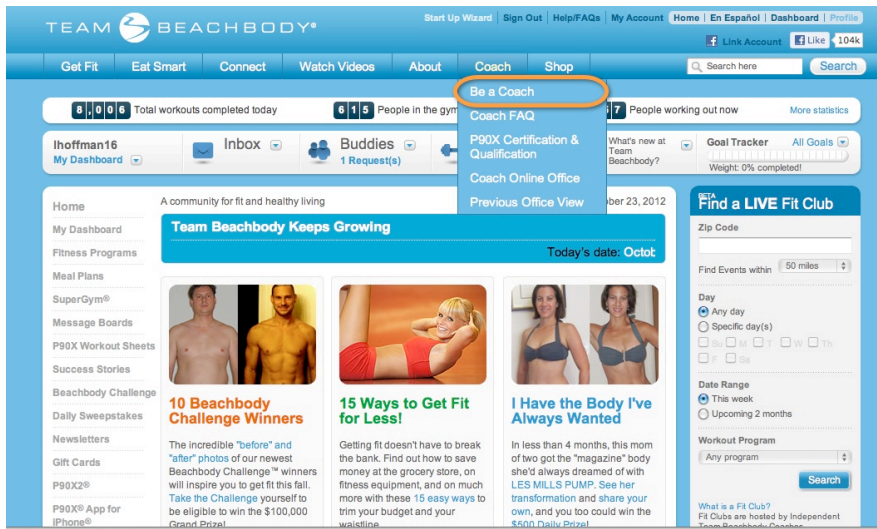 TEAM BEACHBODY®
Start Up Wizard Sign Out Help/FAQs My Account Home En Español Dashboard Profile
Link Account Like 104k
Get Fit Eat Smart Connect Watch Videos About Coach Shop Search here Search
Be a Coach
Coach FAQ
P90X Certification &
Qualification
Coach Online Office
Previous Office View
8,006 Total workouts completed today 615 People in the gym 7 People working out now More statistics
lhoffman16
My Dashboard
Inbox
Buddies
1 Request(s)
What's new at
Team
Beachbody?
Goal Tracker All Goals
Weight: 0% completed!
Home
My Dashboard
Fitness Programs
Meal Plans
SuperGym®
Message Boards
P90X Workout Sheets
Success Stories
Beachbody Challenge
Daily Sweepstakes
Newsletters
Gift Cards
P90X2®
P90X® App for
iPhone®
A community for fit and healthy living
ber 23, 2012
Team Beachbody Keeps Growing
Today's date: Octob
10 Beachbody
Challenge Winners
The incredible "before" and
"after" photos of our newest
Beachbody Challenge™ winners
will inspire you to get fit this fall.
Take the Challenge yourself to
be eligible to win the $100,000
Grand Prize!
15 Ways to Get Fit
for Less!
Getting fit doesn't have to break
the bank. Find out how to save
money at the grocery store, on
fitness equipment, and on much
more with these 15 easy ways to
trim your budget and your
waistline.
I Have the Body I've
Always Wanted
In less than 4 months, this mom
of two got the "magazine" body
she'd always dreamed of with
LES MILLS PUMP. See her
transformation and share your
own, and you too could win the
$500 Daily Prize!
BETA
Find a LIVE Fit Club
Zip Code
Find Events within 50 miles
Day
Any day
Specific day(s)
Su M T W Th
F Sa
Date Range
This week
Upcoming 2 months
Workout Program
Any program
Search
What is a Fit Club?
Fit Clubs are hosted by Independent
Team Beachbody Coaches